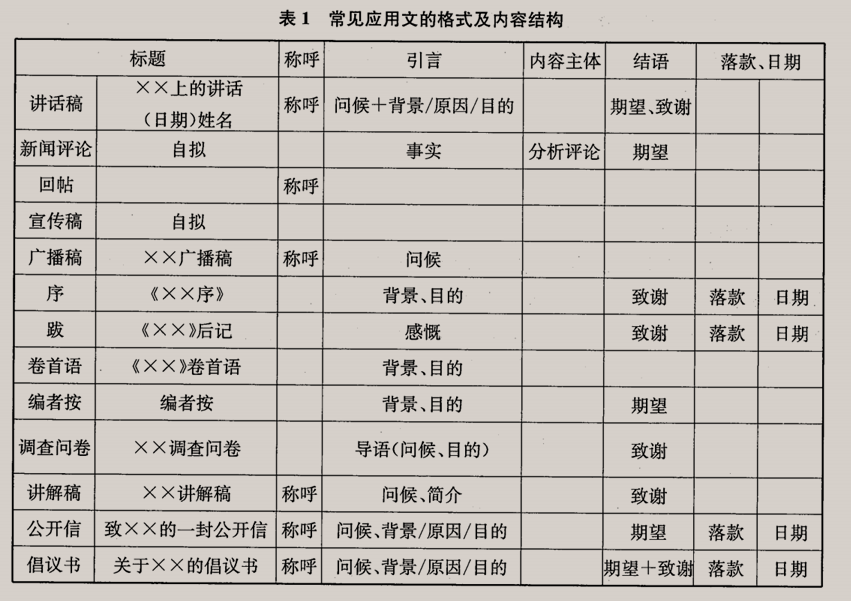 表1 常见应用文的格式及内容结构
标题 称呼 引言 内容主体 结语 落款、日期
讲话稿 ××上的讲话（日期）姓名 称呼 问候＋背景/原因/目的 期望、致谢
新闻评论 自拟 事实 分析评论 期望
回帖 称呼
宣传稿 自拟
广播稿 ××广播稿 称呼 问候
序 《××序》 背景、目的 致谢 落款 日期
跋 《××》后记 感慨 致谢 落款 日期
卷首语 《××》卷首语 背景、目的
编者按 编者按 背景、目的 期望
调查问卷 ××调查问卷 导语（问候、目的） 致谢
讲解稿 ××讲解稿 称呼 问候、简介 致谢
公开信 致××的一封公开信 称呼 问候、背景/原因/目的 期望 落款 日期
倡议书 关于××的倡议书 称呼 问候、背景/原因/目的 期望＋致谢 落款 日期